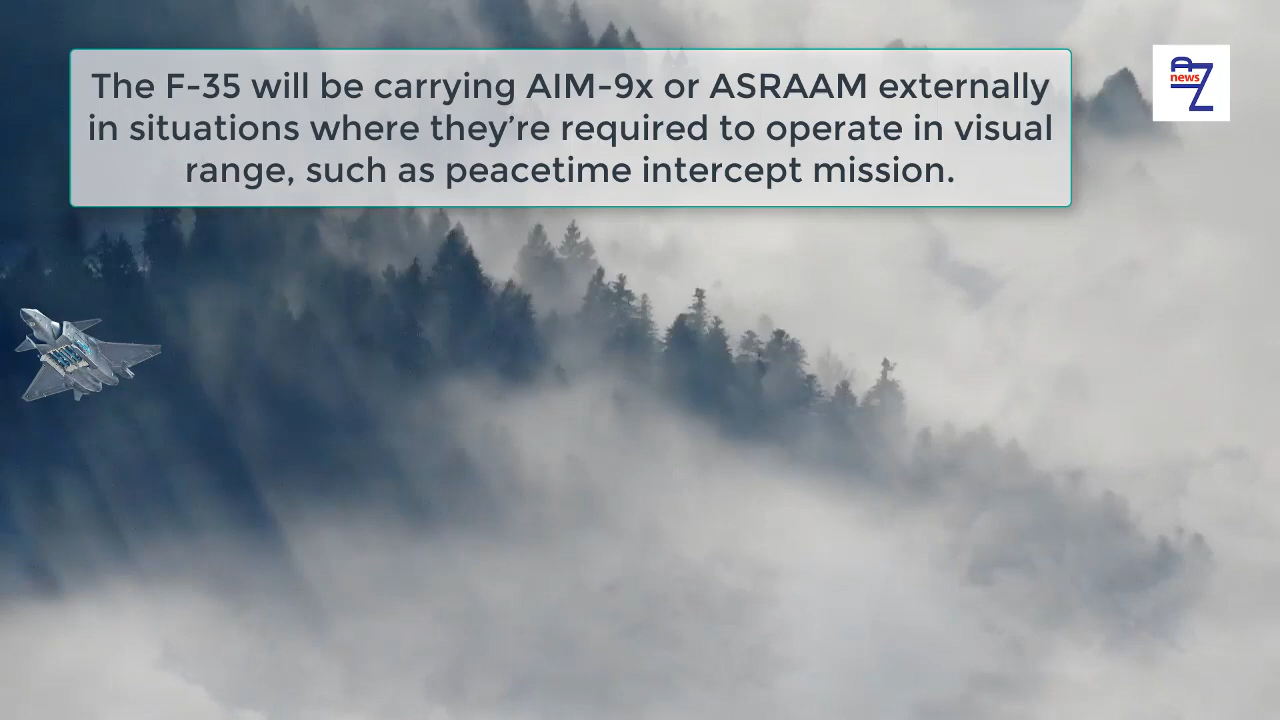 The F-35 will be carrying AIM-9x or ASRAAM externally
in situations where they’re required to operate in visual
range, such as peacetime intercept mission.
A
news
Z